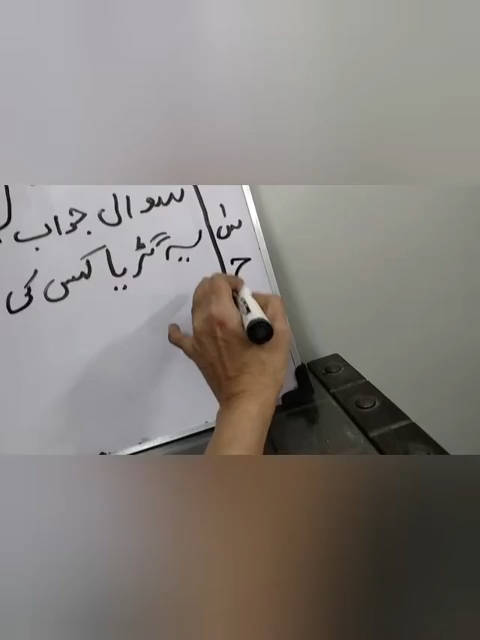 سوال جواب
س یہ گڑیا کس کی
ج